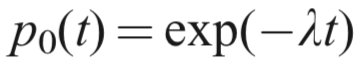 p₀(t) = exp(−λt)